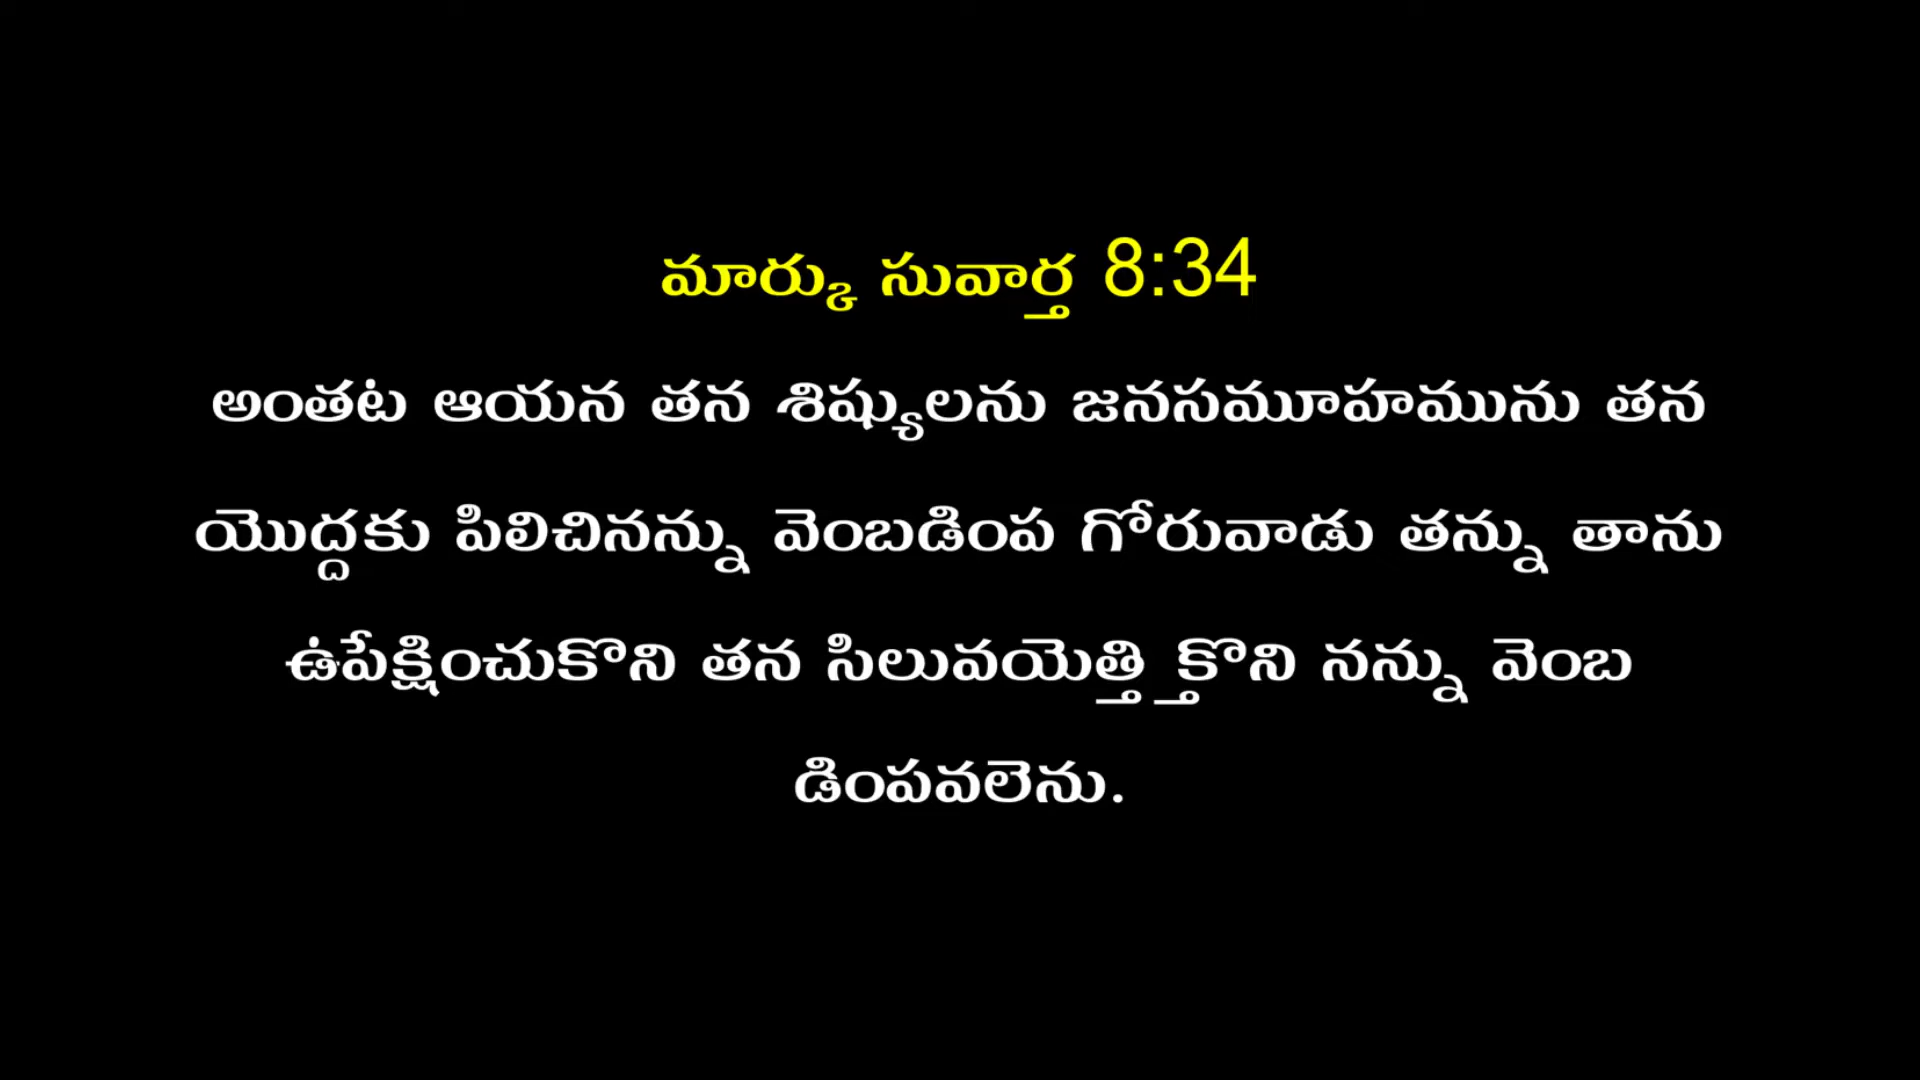 మార్కు సువార్త 8:34
అంతట ఆయన తన శిష్యులను జనసమూహమును తన
యొద్దకు పిలిచినన్ను వెంబడింప గోరువాడు తన్ను తాను
ఉపేక్షించుకొని తన సిలువయెత్తి క్తొని నన్ను వెంబ
డింపవలెను.